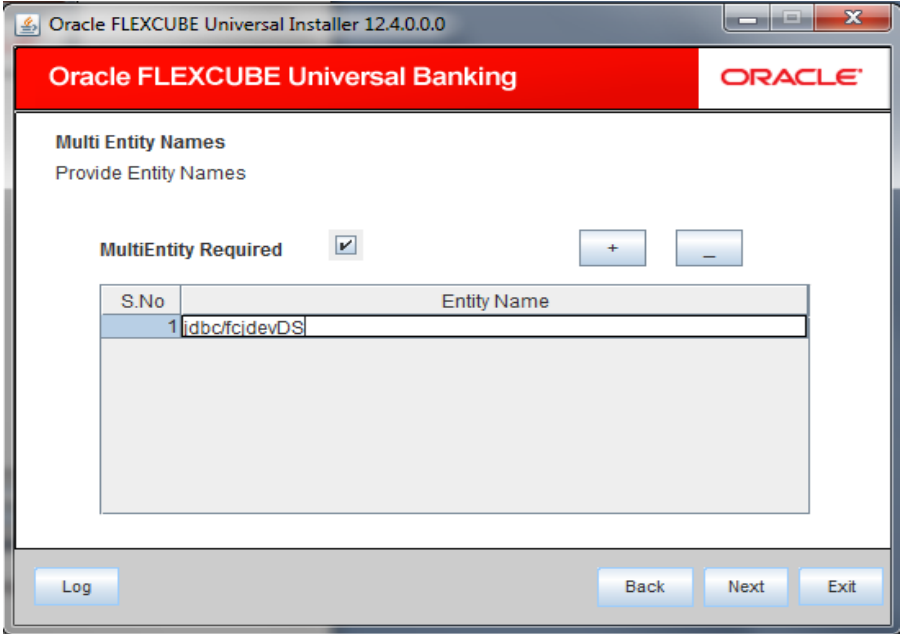 Oracle FLEXCUBE Universal Installer 12.4.0.0.0
Oracle FLEXCUBE Universal Banking
ORACLE
Multi Entity Names
Provide Entity Names
MultiEntity Required
+ _
S.No Entity Name
1 jdbc/fcjdevDS
Log Back Next Exit